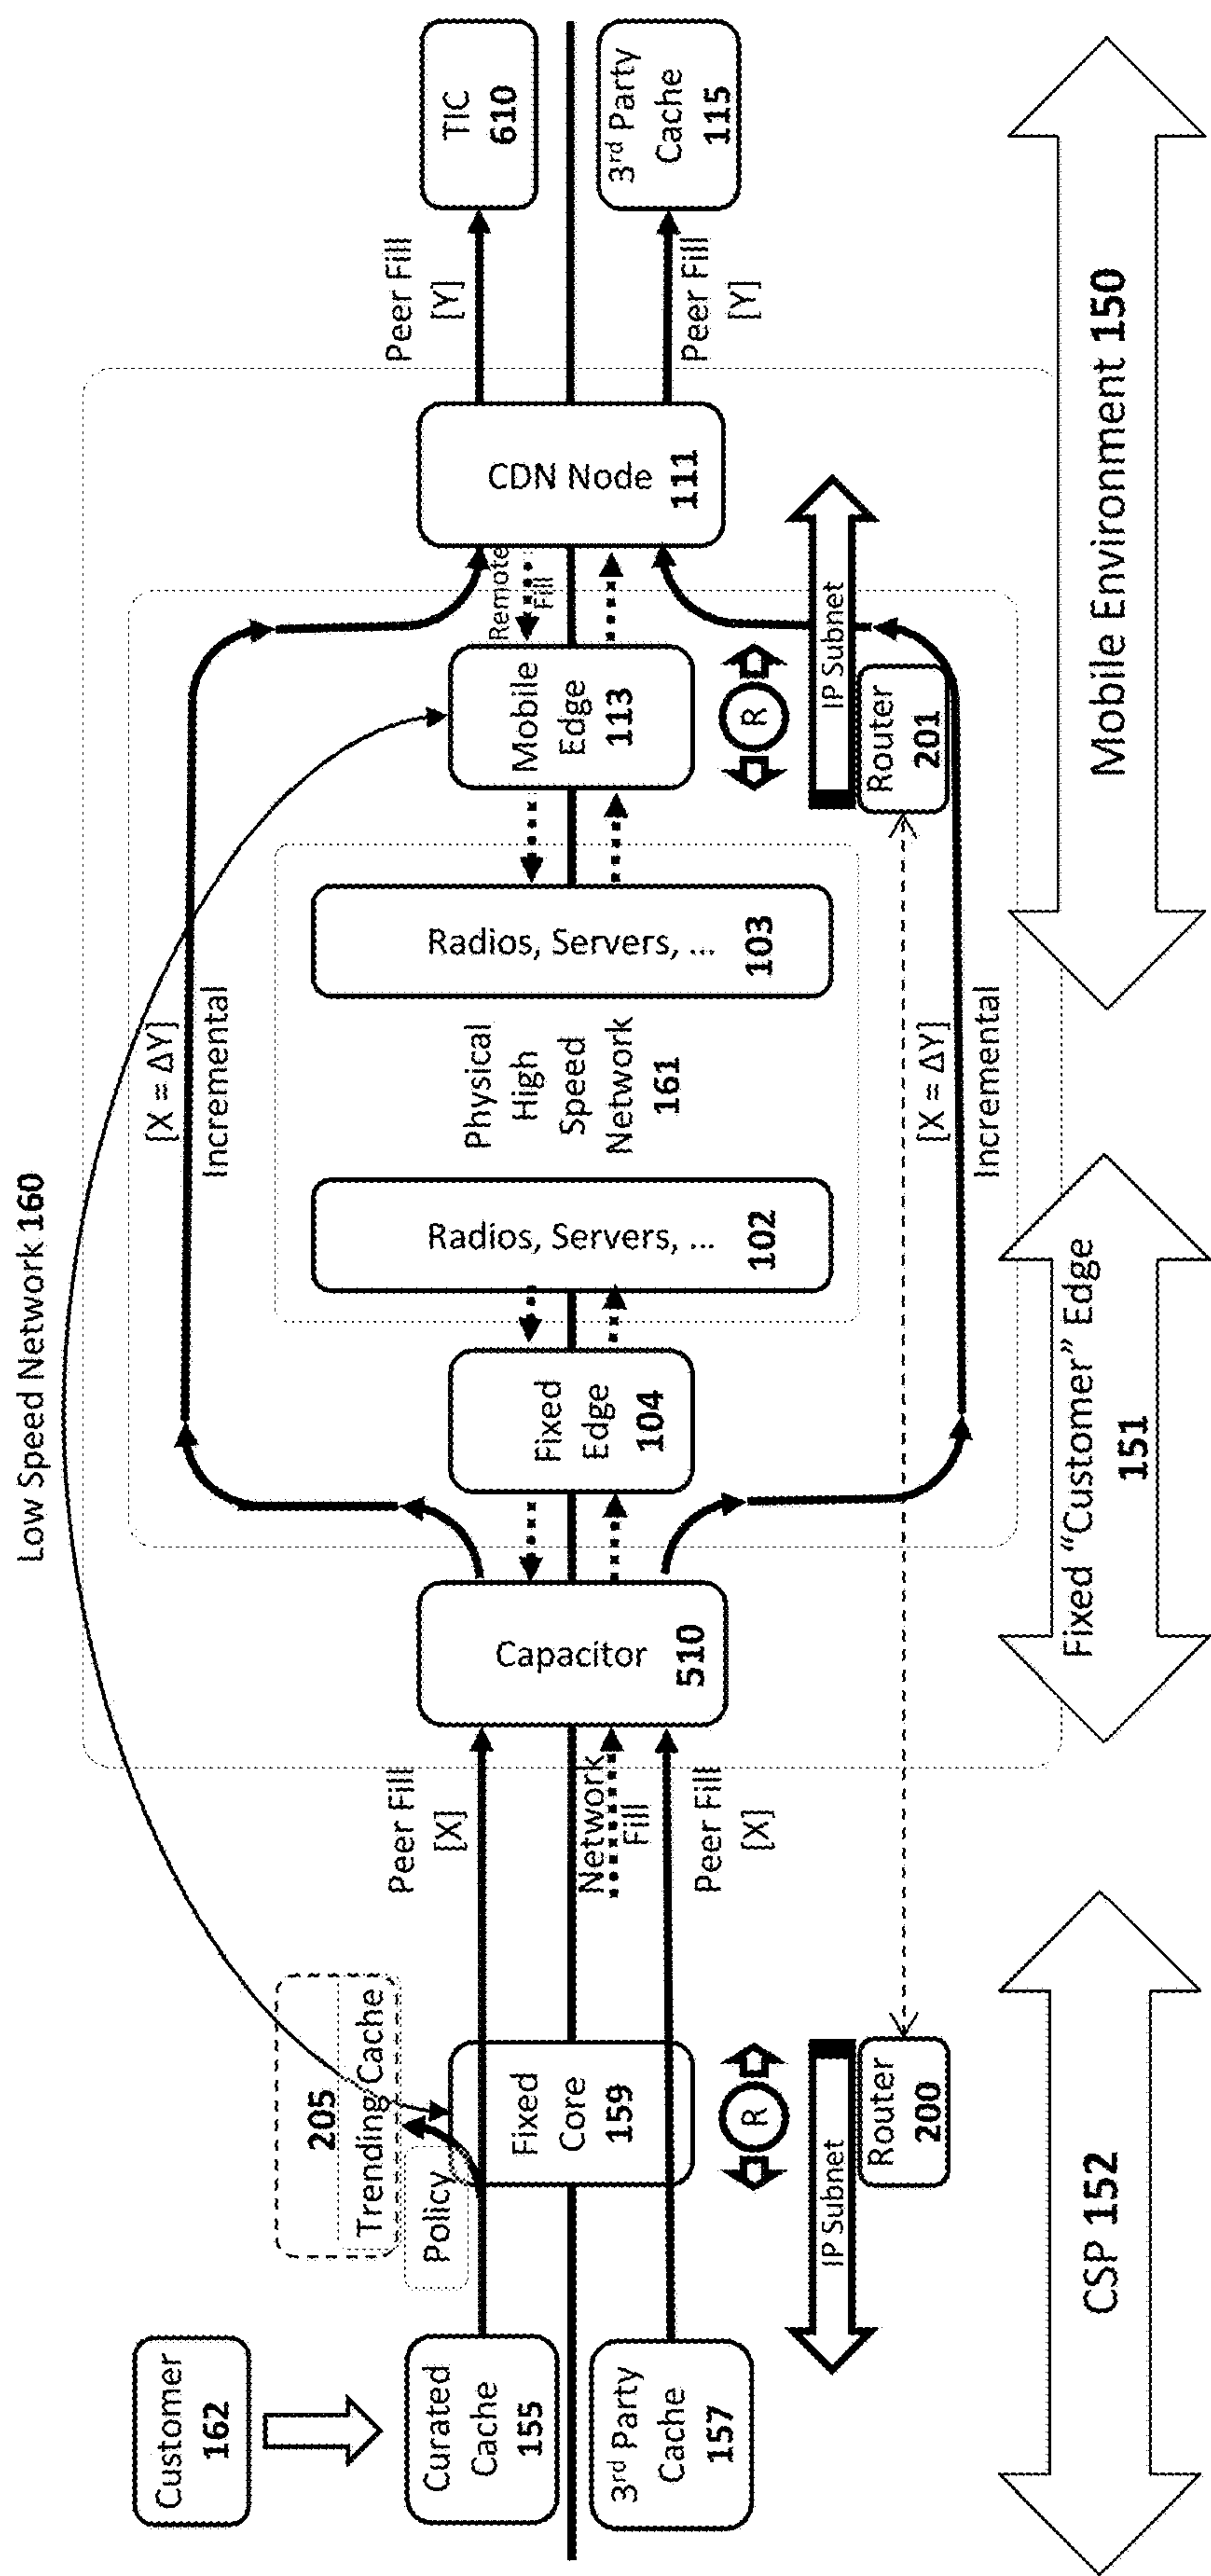 Low Speed Network 160
Customer
162
Curated
Cache
155
3rd Party
Cache
157
205
Trending Cache
Policy
Fixed
Core
159
R
IP Subnet
Router
200
CSP 152
Peer Fill
[X]
Network
Fill
Peer Fill
[X]
Capacitor
510
Fixed
Edge
104
Radios, Servers, ...
102
Physical
High
Speed
Network
161
Radios, Servers, ...
103
[X = ΔY]
Incremental
[X = ΔY]
Incremental
Fixed “Customer” Edge
151
Mobile
Edge
113
R
IP Subnet
Router
201
Remote
Fill
CDN Node
111
Peer Fill
[Y]
Peer Fill
[Y]
TIC
610
3rd Party
Cache
115
Mobile Environment 150